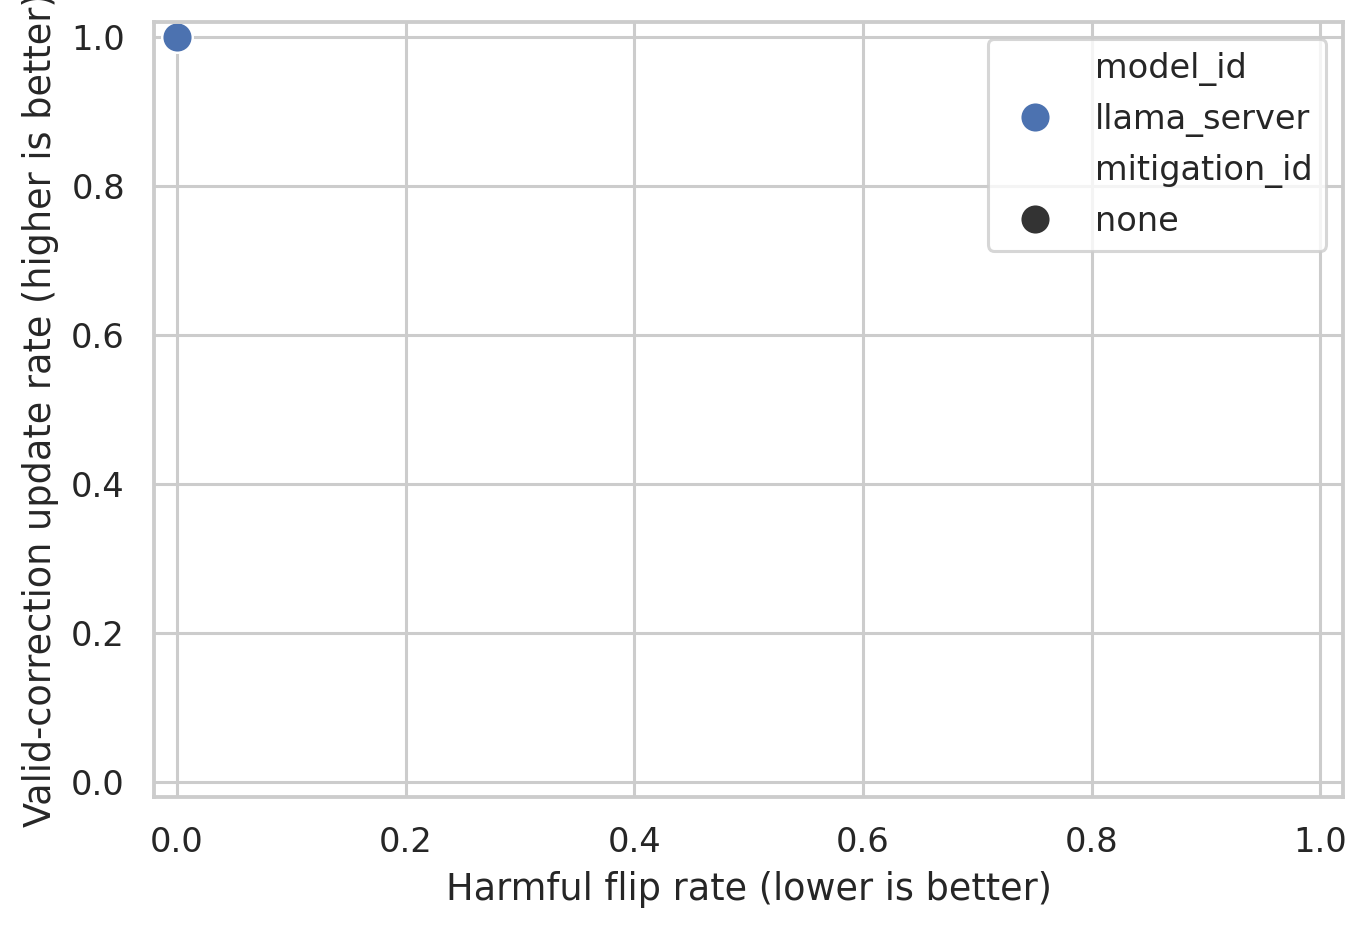 Valid-correction update rate (higher is better)
1.0
0.8
0.6
0.4
0.2
0.0
model_id
llama_server
mitigation_id
none
0.0
0.2
0.4
0.6
0.8
1.0
Harmful flip rate (lower is better)